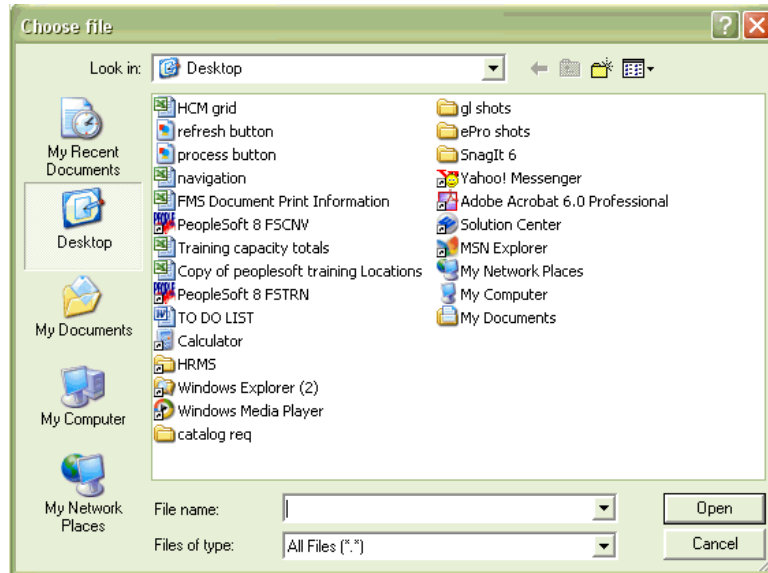 Choose file
Look in:
Desktop
My Recent
Documents
Desktop
My Documents
My Computer
My Network
Places
HCM grid
refresh button
process button
navigation
FMS Document Print Information
PeopleSoft 8 FSCNV
Training capacity totals
Copy of peoplesoft training Locations
PeopleSoft 8 FSTRN
TO DO LIST
Calculator
HRMS
Windows Explorer (2)
Windows Media Player
catalog req
gl shots
ePro shots
SnagIt 6
Yahoo! Messenger
Adobe Acrobat 6.0 Professional
Solution Center
MSN Explorer
My Network Places
My Computer
My Documents
File name:
Open
Files of type:
All Files (*.*)
Cancel